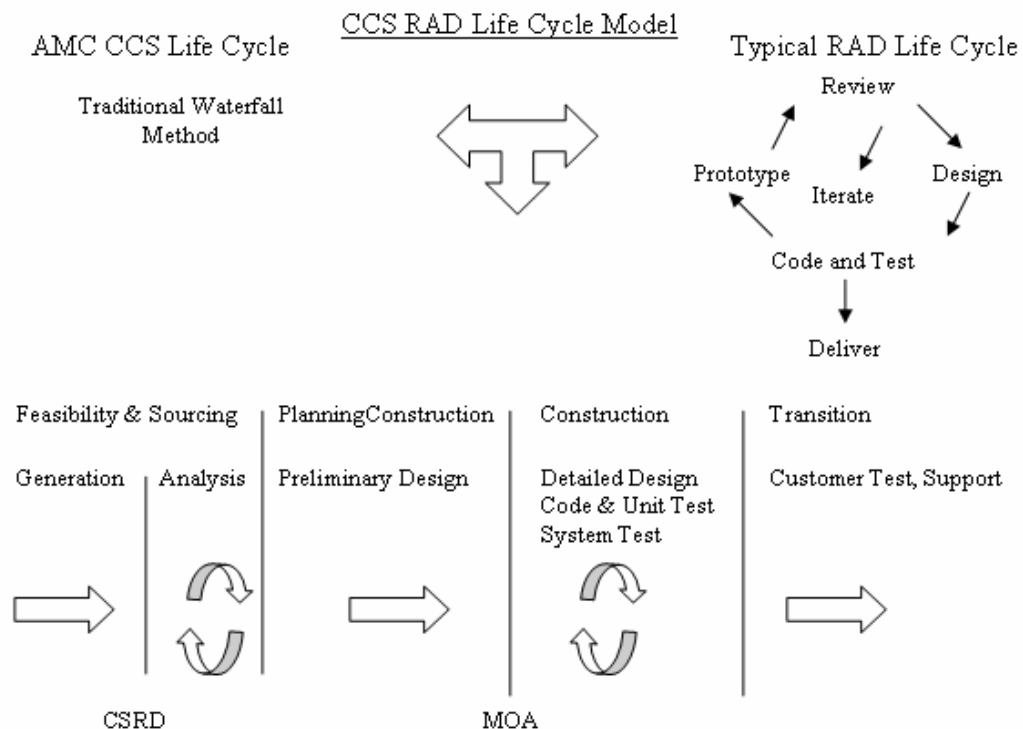 CCS RAD Life Cycle Model
AMC CCS Life Cycle
Typical RAD Life Cycle
Traditional Waterfall
Method
Review
Prototype
Iterate
Design
Code and Test
Deliver
Feasibility & Sourcing
PlanningConstruction
Construction
Transition
Generation
Analysis
Preliminary Design
Detailed Design
Code & Unit Test
System Test
Customer Test, Support
CSRD
MOA